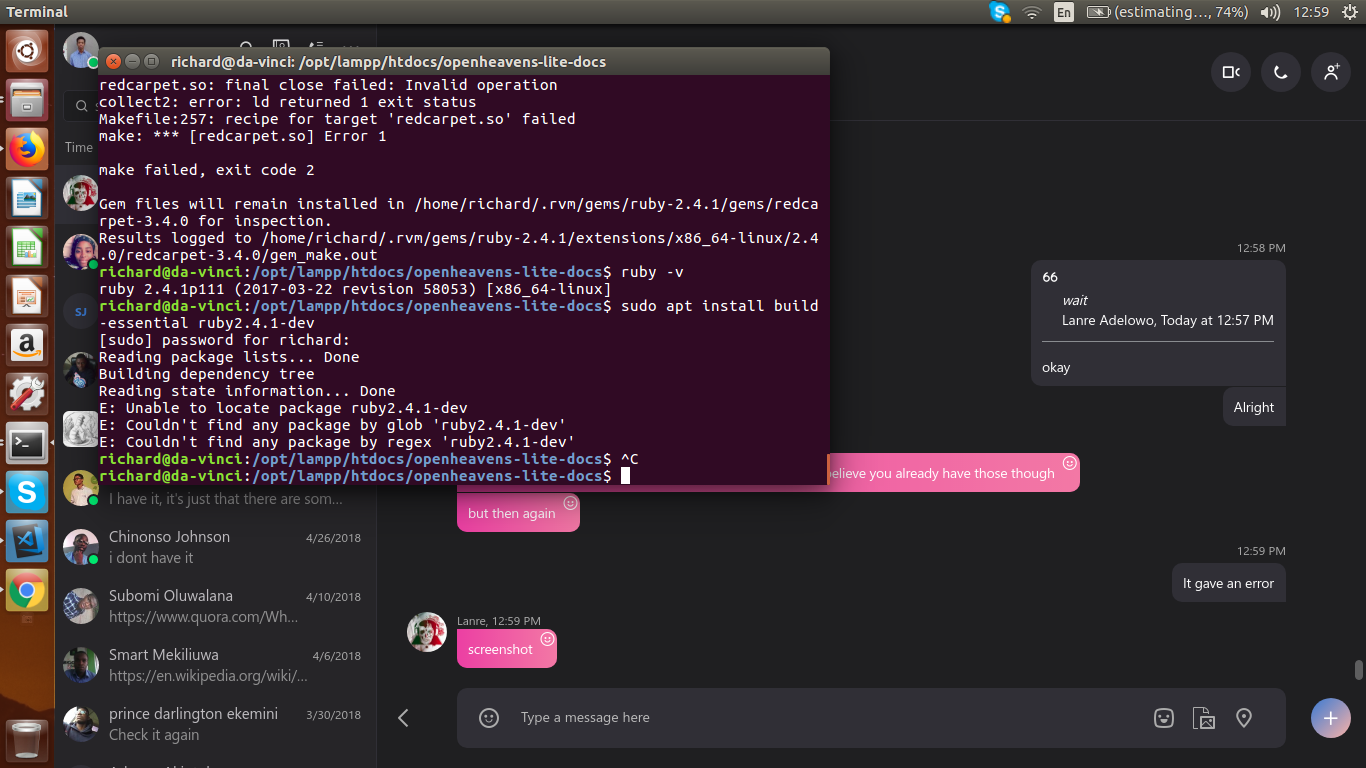 Terminal
En
(estimating..., 74%)
12:59
richard@da-vinci: /opt/lampp/htdocs/openheavens-lite-docs
redcarpet.so: final close failed: Invalid operation
collect2: error: ld returned 1 exit status
Makefile:257: recipe for target 'redcarpet.so' failed
make: *** [redcarpet.so] Error 1
make failed, exit code 2
Gem files will remain installed in /home/richard/.rvm/gems/ruby-2.4.1/gems/redca
rpet-3.4.0 for inspection.
Results logged to /home/richard/.rvm/gems/ruby-2.4.1/extensions/x86_64-linux/2.4
.0/redcarpet-3.4.0/gem_make.out
richard@da-vinci:/opt/lampp/htdocs/openheavens-lite-docs$ ruby -v
ruby 2.4.1p111 (2017-03-22 revision 58053) [x86_64-linux]
richard@da-vinci:/opt/lampp/htdocs/openheavens-lite-docs$ sudo apt install build
-essential ruby2.4.1-dev
[sudo] password for richard:
Reading package lists... Done
Building dependency tree
Reading state information... Done
E: Unable to locate package ruby2.4.1-dev
E: Couldn't find any package by glob 'ruby2.4.1-dev'
E: Couldn't find any package by regex 'ruby2.4.1-dev'
richard@da-vinci:/opt/lampp/htdocs/openheavens-lite-docs$ ^C
richard@da-vinci:/opt/lampp/htdocs/openheavens-lite-docs$
Time
SJ
I have it, it's just that there are som...
Chinonso Johnson
4/26/2018
i dont have it
Subomi Oluwalana
4/10/2018
https://www.quora.com/Wh...
Smart Mekiliuwa
4/6/2018
https://en.wikipedia.org/wiki/...
prince darlington ekemini
3/30/2018
Check it again
12:58 PM
66
wait
Lanre Adelowo, Today at 12:57 PM
okay
Alright
you already have those though
but then again
12:59 PM
It gave an error
Lanre, 12:59 PM
screenshot
Type a message here